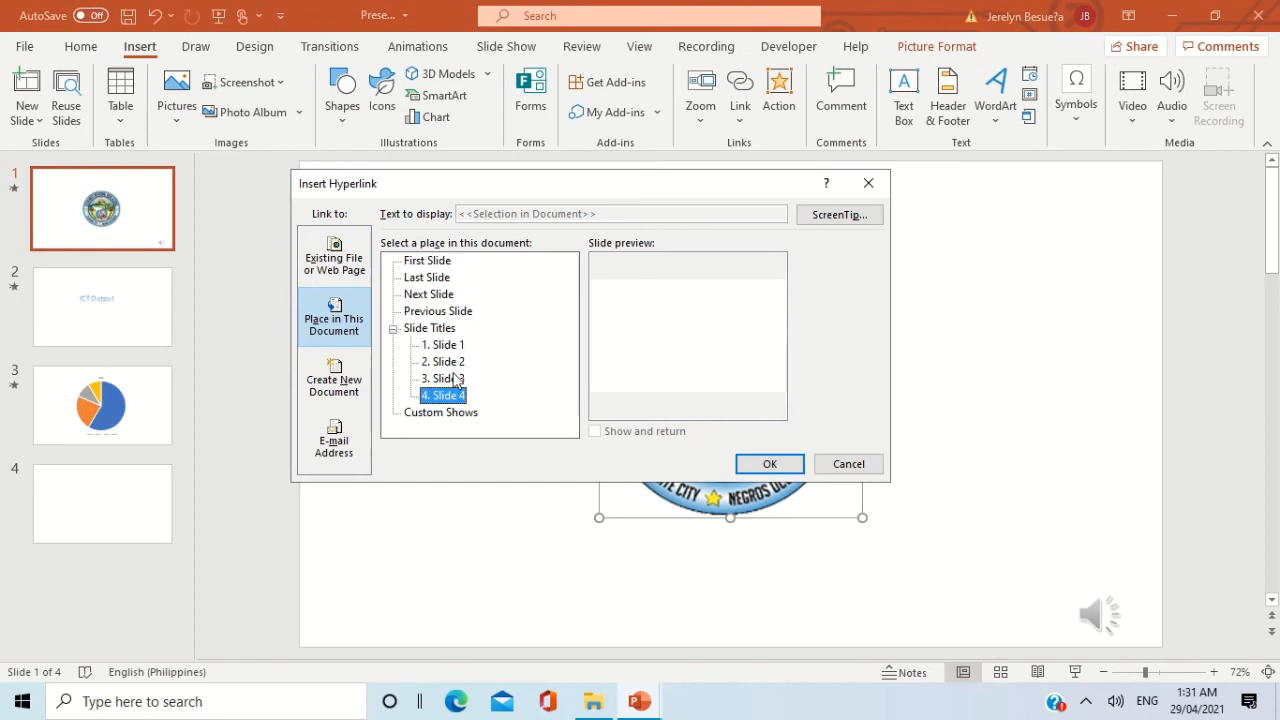 AutoSave Off Prese... Search Jerelyn Besue?a JB
File Home Insert Draw Design Transitions Animations Slide Show Review View Recording Developer Help Picture Format Share Comments
New Slide Reuse Slides Table Pictures Screenshot Photo Album Shapes Icons 3D Models SmartArt Chart Forms Get Add-ins My Add-ins Zoom Link Action Comment Text Box Header & Footer WordArt Symbols Video Audio Screen Recording
Slides Tables Images Illustrations Forms Add-ins Links Comments Text Media
1
2
ICT Output
3
4
Insert Hyperlink ?
Link to: Text to display: <<Selection in Document>> ScreenTip...
Existing File or Web Page
Place in This Document
Create New Document
E-mail Address
Select a place in this document: Slide preview:
First Slide
Last Slide
Next Slide
Previous Slide
Slide Titles
1. Slide 1
2. Slide 2
3. Slide 3
4. Slide 4
Custom Shows
Show and return
OK Cancel
NEGROS
Slide 1 of 4 English (Philippines) Notes 72%
Type here to search ENG 1:31 AM
29/04/2021